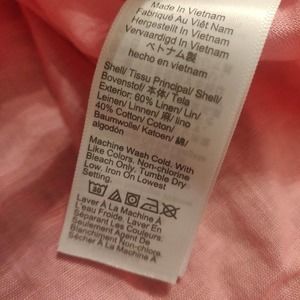 Made In Vietnam
Fabriqué Au Viêt Nam
Hergestellt In Vietnam
Vervaardigd In Vietnam
ベトナム製
hecho en vietnam
Shell/ Tissu Principal/ Shell/
Bovenstof/ 本体/ Tela
Exterior: 60% Linen/ Lin/
Leinen/ Linnen/ 麻/ lino
40% Cotton/ Coton/
Baumwolle/ Katoen/ 綿/
algodón
Machine Wash Cold, With
Like Colors. Non-chlorine
Bleach Only. Tumble Dry
Low, Iron On Lowest
Setting.
30
Laver À La Machine À
L'Eau Froide. Laver
Séparant Les Couleurs.
Seulement Agent De
Blanchiment Non-chlore.
Sécher À La Machine À